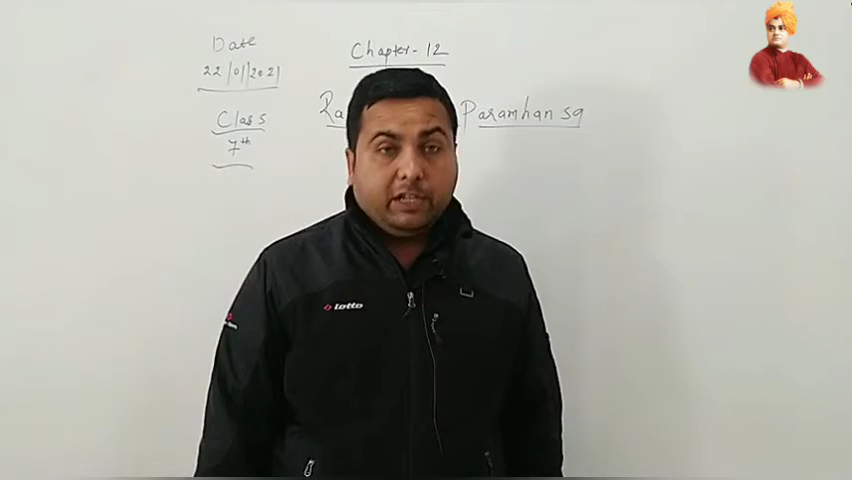 Date
22/01/2021
Class
7th
Chapter-12
Ra Paramhansa
lotto